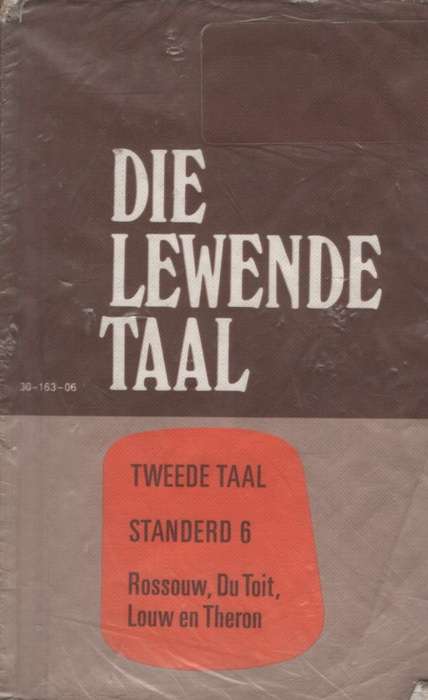 DIE
LEWENDE
TAAL
30-163-06
TWEEDE TAAL
STANDERD 6
Rossouw, Du Toit,
Louw en Theron